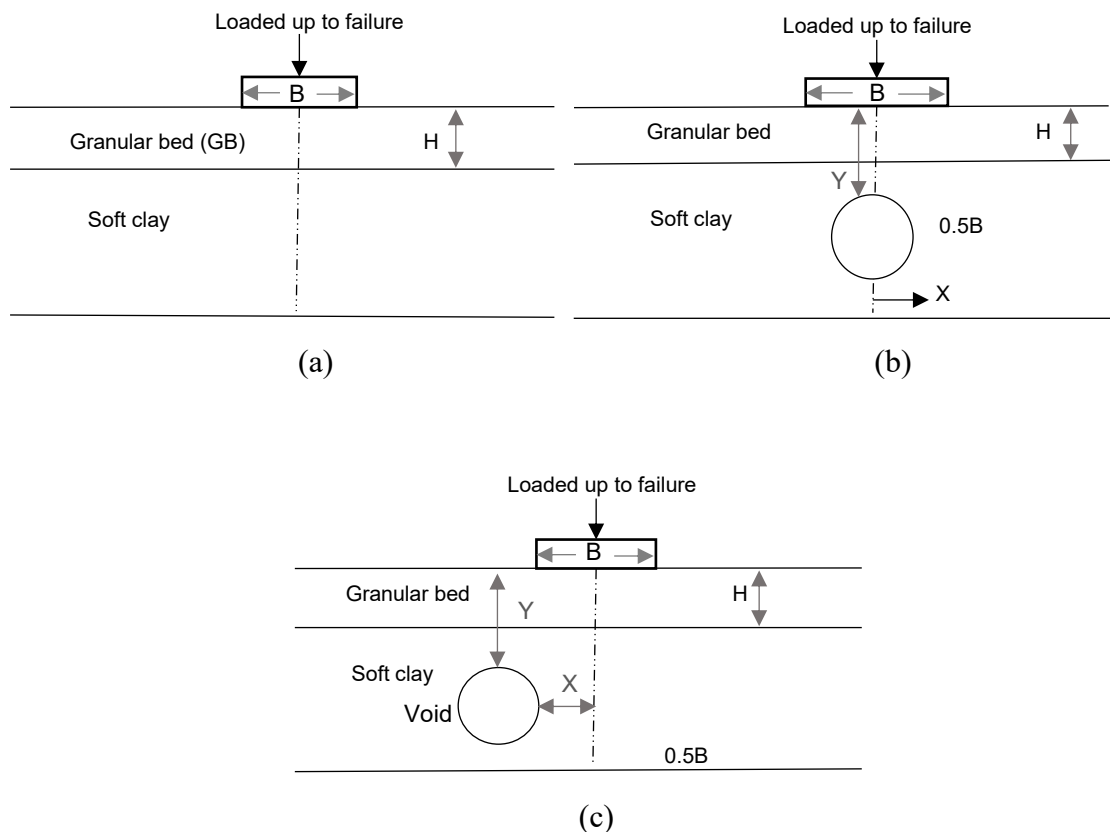 Loaded up to failure
B
Granular bed (GB)
H
Soft clay
(a)
Loaded up to failure
B
Granular bed
H
Y
Soft clay
0.5B
X
(b)
Loaded up to failure
B
Granular bed
H
Y
Soft clay
X
Void
0.5B
(c)